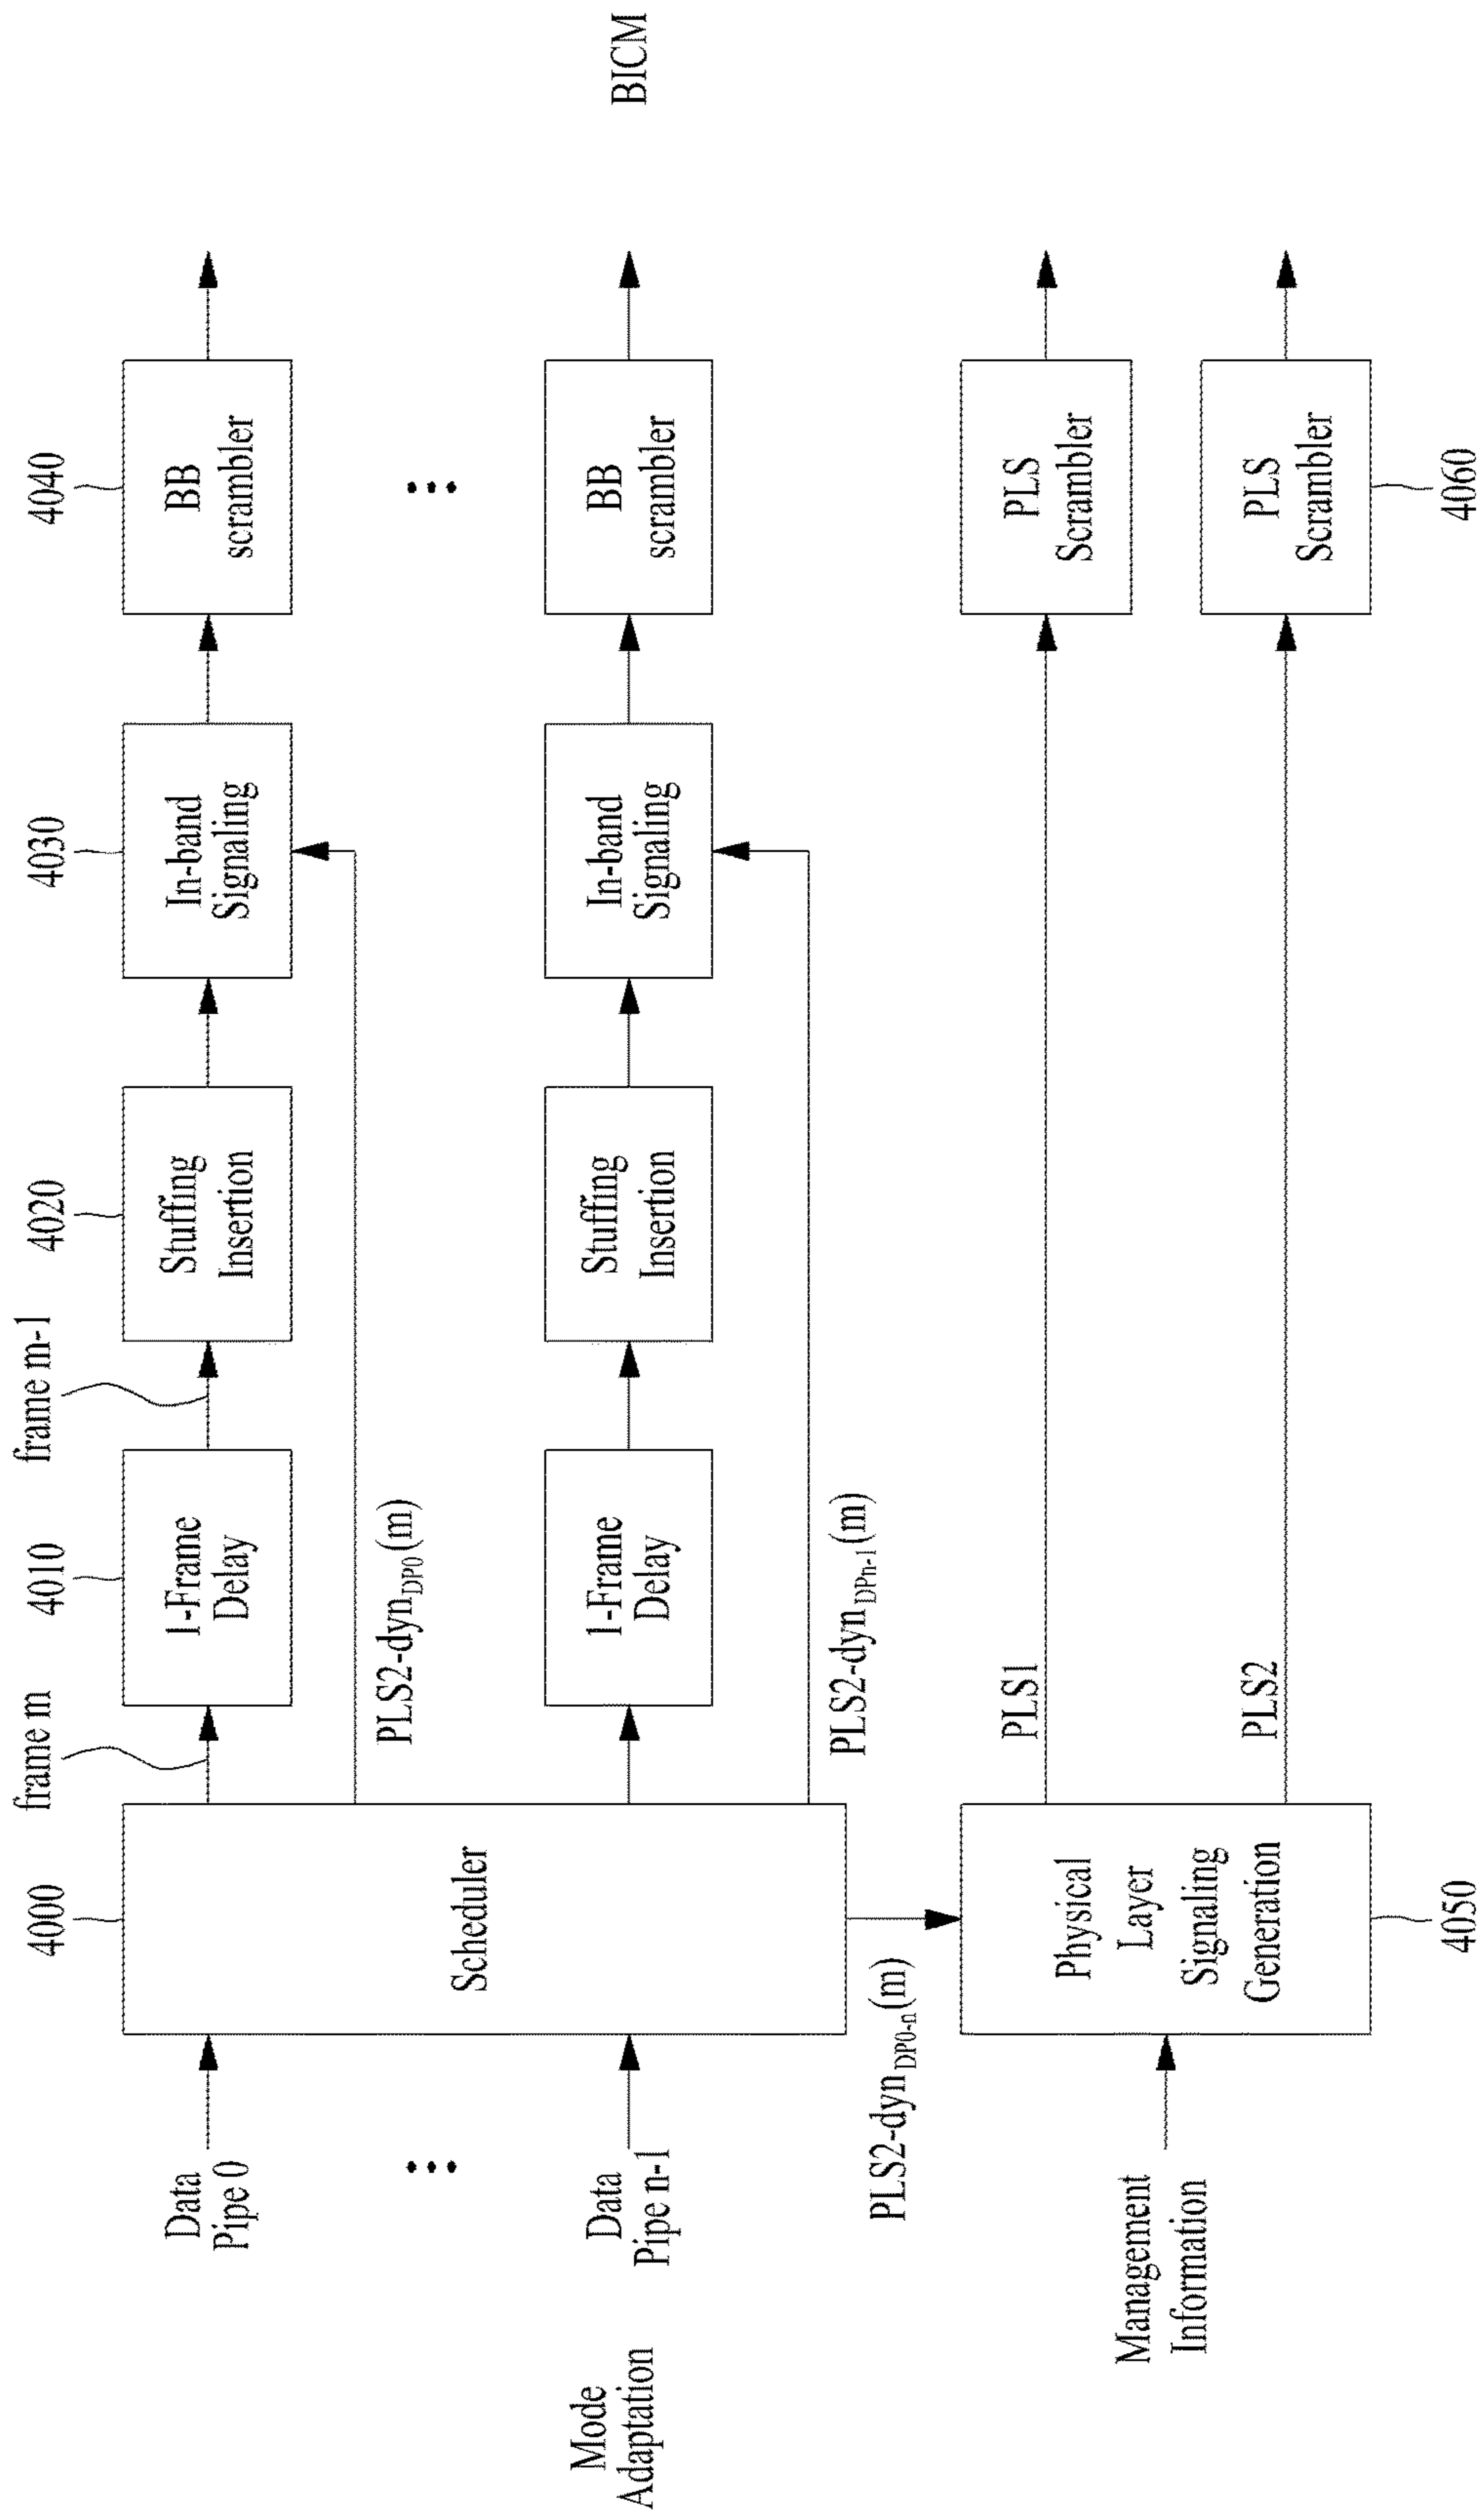 frame m
frame m-1
4000
4010
4020
4030
4040
Data
Pipe 0
Scheduler
1-Frame
Delay
Stuffing
Insertion
In-band
Signaling
BB
scrambler
PLS2-dynDP0(m)
Mode
Adaptation
Data
Pipe n-1
1-Frame
Delay
Stuffing
Insertion
In-band
Signaling
BB
scrambler
BICM
PLS2-dynDPn-1(m)
PLS2-dynDP0-n(m)
Management
Information
Physical
Layer
Signaling
Generation
PLS1
PLS
Scrambler
PLS2
PLS
Scrambler
4050
4060